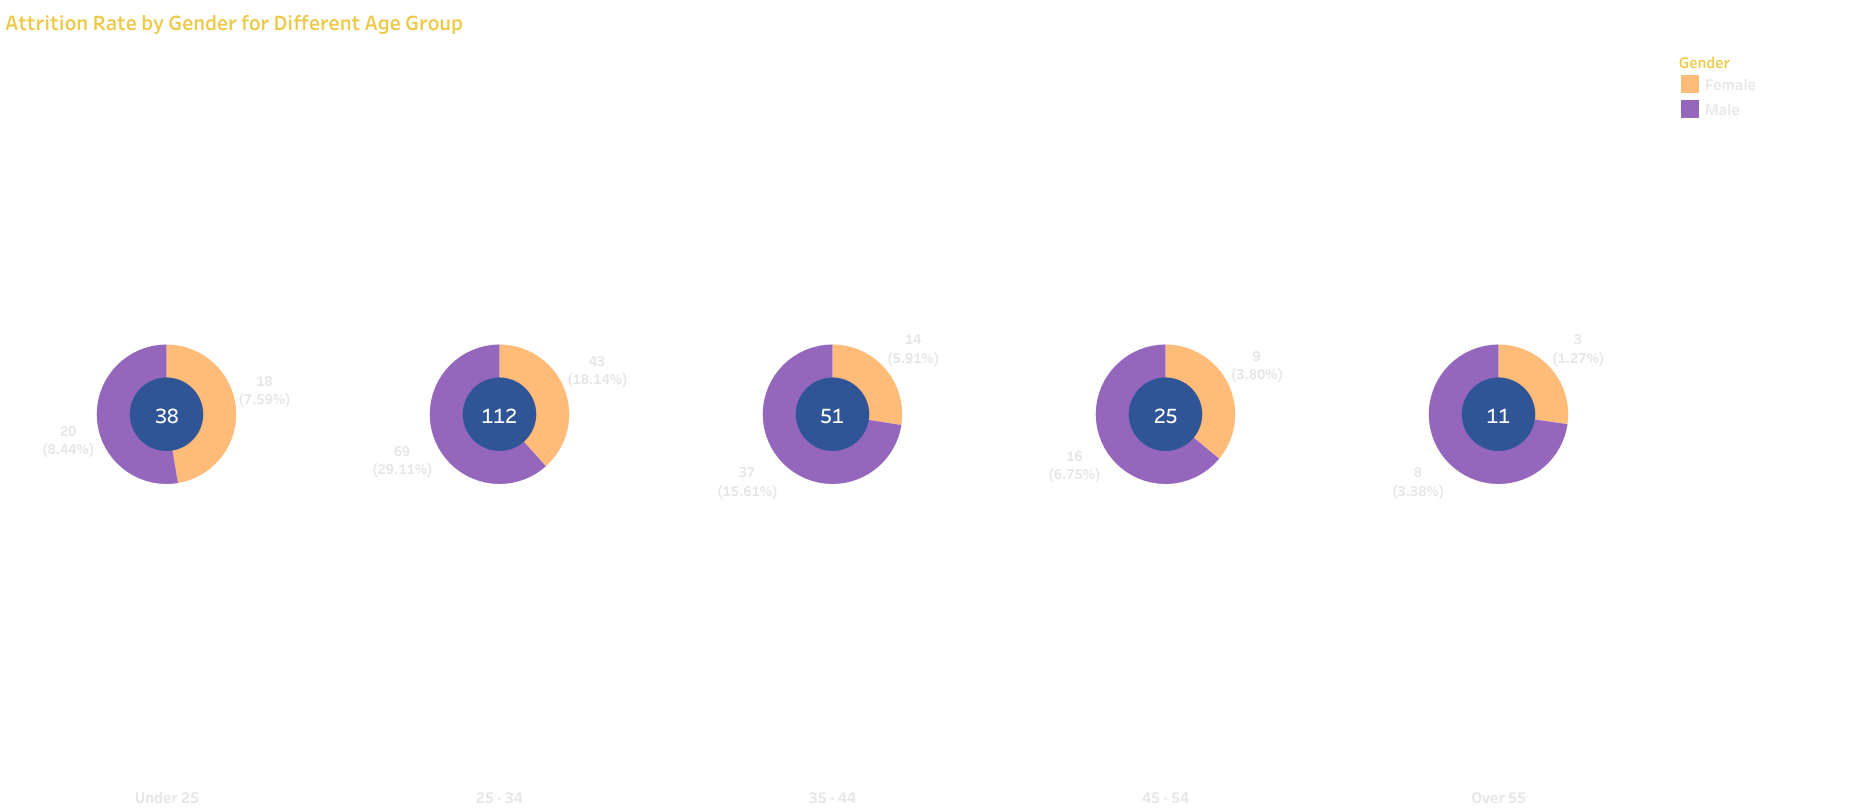 Attrition Rate by Gender for Different Age Group
Gender
Female
Male
18
(7.59%)
38
20
(8.44%)
43
(18.14%)
112
69
(29.11%)
14
(5.91%)
51
37
(15.61%)
9
(3.80%)
25
16
(6.75%)
3
(1.27%)
11
8
(3.38%)
Under 25
25 - 34
35 - 44
45 - 54
Over 55